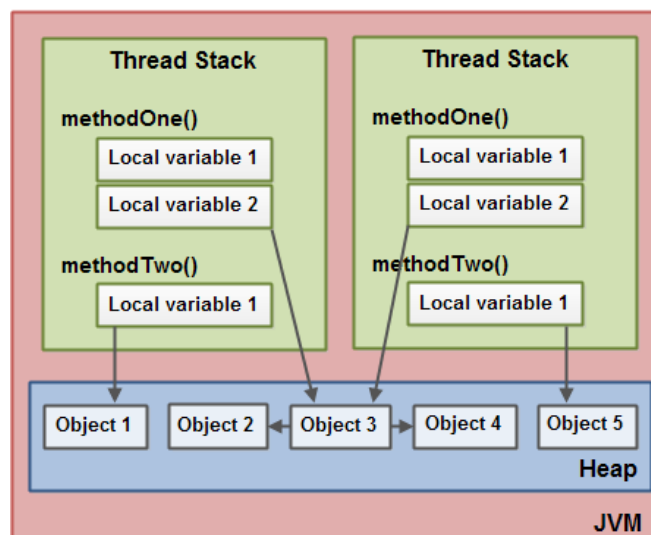 Thread Stack
methodOne()
Local variable 1
Local variable 2
methodTwo()
Local variable 1
Thread Stack
methodOne()
Local variable 1
Local variable 2
methodTwo()
Local variable 1
Object 1
Object 2
Object 3
Object 4
Object 5
Heap
JVM